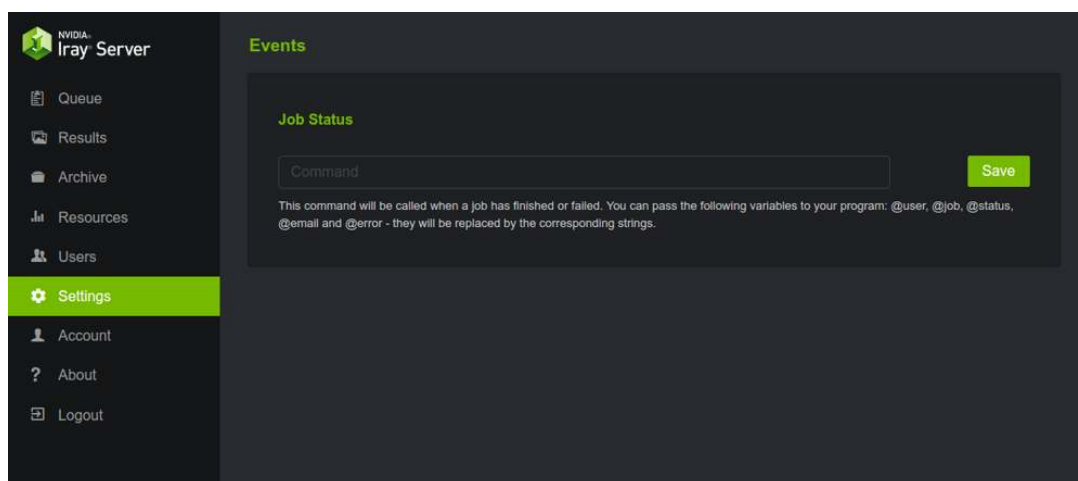 NVIDIA.
Iray® Server
Queue
Results
Archive
Resources
Users
Settings
Account
About
Logout
Events
Job Status
Command
Save
This command will be called when a job has finished or failed. You can pass the following variables to your program: @user, @job, @status,
@email and @error - they will be replaced by the corresponding strings.